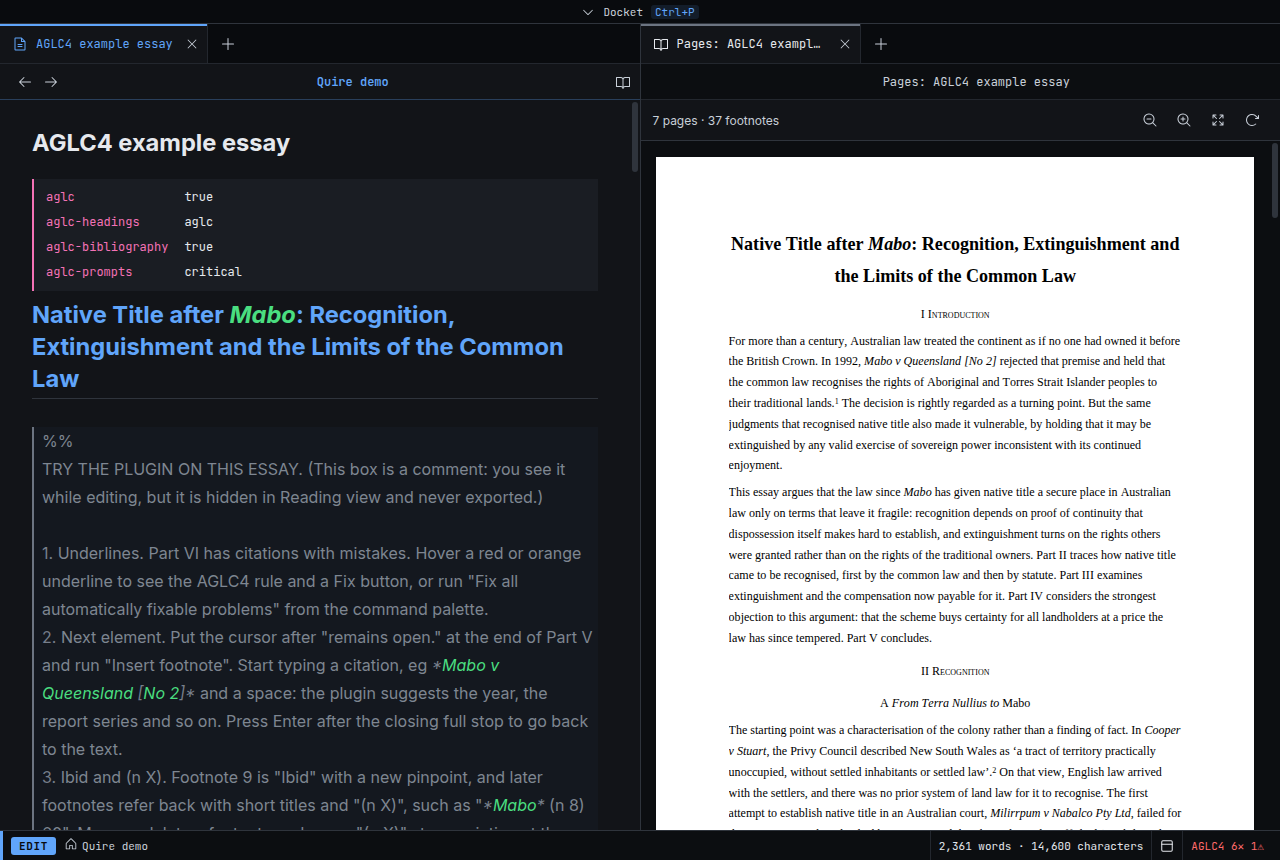 Docket Ctrl+P
AGLC4 example essay
Pages: AGLC4 exampl…
Quire demo
Pages: AGLC4 example essay
7 pages · 37 footnotes
AGLC4 example essay
aglc true
aglc-headings aglc
aglc-bibliography true
aglc-prompts critical
Native Title after Mabo: Recognition,
Extinguishment and the Limits of the Common
Law
%%
TRY THE PLUGIN ON THIS ESSAY. (This box is a comment: you see it
while editing, but it is hidden in Reading view and never exported.)
1. Underlines. Part VI has citations with mistakes. Hover a red or orange
underline to see the AGLC4 rule and a Fix button, or run "Fix all
automatically fixable problems" from the command palette.
2. Next element. Put the cursor after "remains open." at the end of Part V
and run "Insert footnote". Start typing a citation, eg *Mabo v
Queensland [No 2]* and a space: the plugin suggests the year, the
report series and so on. Press Enter after the closing full stop to go back
to the text.
3. Ibid and (n X). Footnote 9 is "Ibid" with a new pinpoint, and later
footnotes refer back with short titles and "(n X)", such as "*Mabo* (n 8)
Native Title after Mabo: Recognition, Extinguishment and
the Limits of the Common Law
I Introduction
For more than a century, Australian law treated the continent as if no one had owned it before
the British Crown. In 1992, Mabo v Queensland [No 2] rejected that premise and held that
the common law recognises the rights of Aboriginal and Torres Strait Islander peoples to
their traditional lands.1 The decision is rightly regarded as a turning point. But the same
judgments that recognised native title also made it vulnerable, by holding that it may be
extinguished by any valid exercise of sovereign power inconsistent with its continued
enjoyment.
This essay argues that the law since Mabo has given native title a secure place in Australian
law only on terms that leave it fragile: recognition depends on proof of continuity that
dispossession itself makes hard to establish, and extinguishment turns on the rights others
were granted rather than on the rights of the traditional owners. Part II traces how native title
came to be recognised, first by the common law and then by statute. Part III examines
extinguishment and the compensation now payable for it. Part IV considers the strongest
objection to this argument: that the scheme buys certainty for all landholders at a price the
law has since tempered. Part V concludes.
II Recognition
A From Terra Nullius to Mabo
The starting point was a characterisation of the colony rather than a finding of fact. In Cooper
v Stuart, the Privy Council described New South Wales as ‘a tract of territory practically
unoccupied, without settled inhabitants or settled law’.2 On that view, English law arrived
with the settlers, and there was no prior system of land law for it to recognise. The first
attempt to establish native title in an Australian court, Milirrpum v Nabalco Pty Ltd, failed for
EDIT Quire demo
2,361 words · 14,600 characters
AGLC4 6× 1⚠